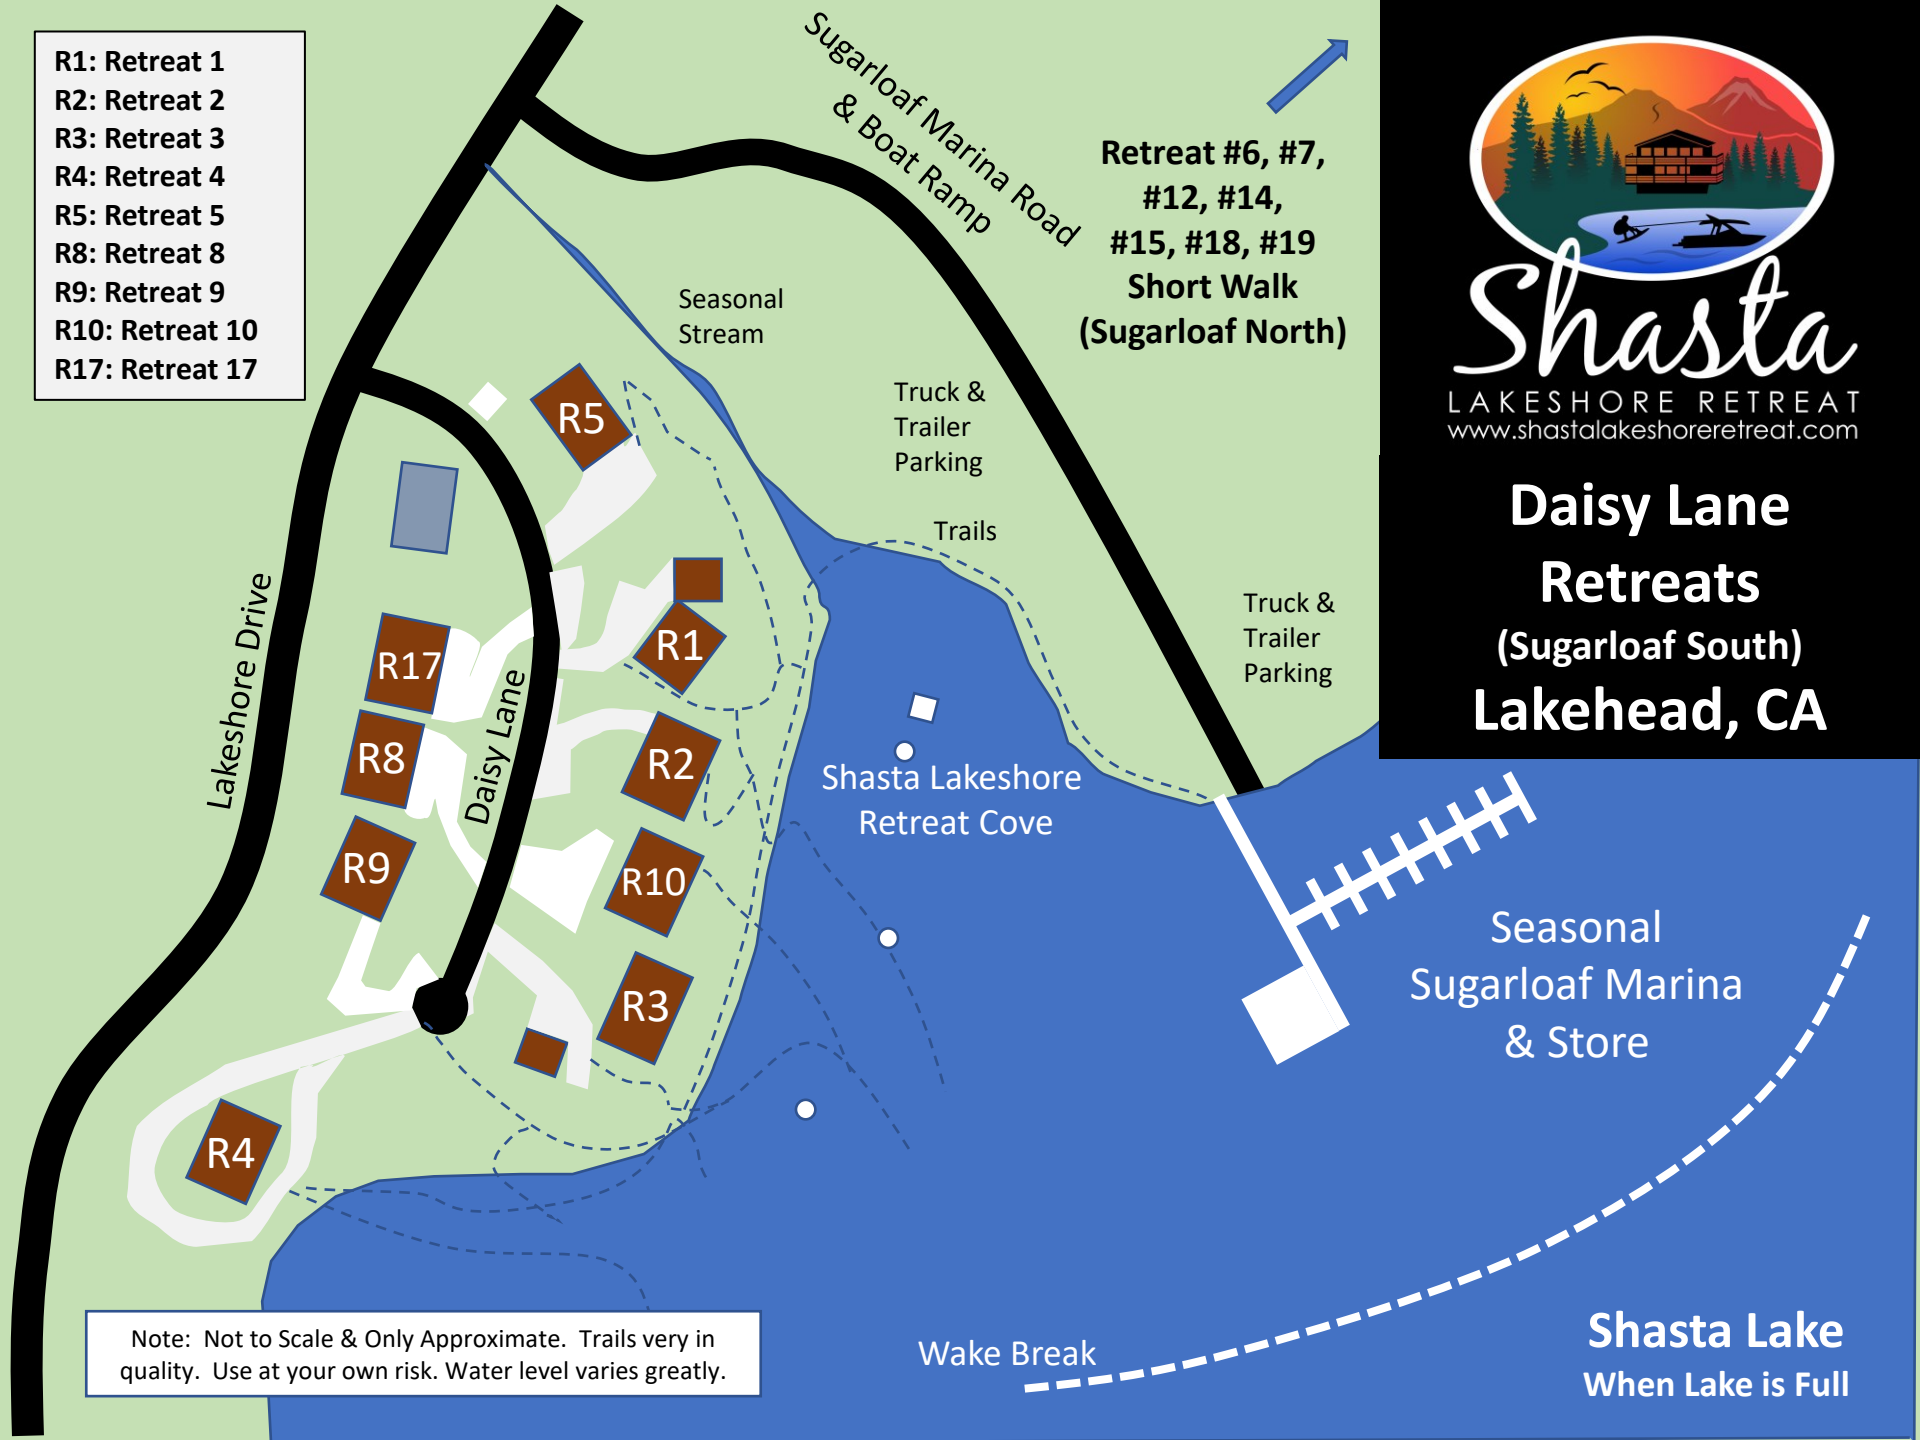 R1: Retreat 1
R2: Retreat 2
R3: Retreat 3
R4: Retreat 4
R5: Retreat 5
R8: Retreat 8
R9: Retreat 9
R10: Retreat 10
R17: Retreat 17
Sugarloaf Marina Road
& Boat Ramp
Retreat #6, #7,
#12, #14,
#15, #18, #19
Short Walk
(Sugarloaf North)
Shasta
LAKESHORE RETREAT
www.shastalakeshoreretreat.com
Daisy Lane
Retreats
(Sugarloaf South)
Lakehead, CA
Seasonal
Stream
Truck &
Trailer
Parking
Trails
Truck &
Trailer
Parking
Lakeshore Drive
Daisy Lane
R5
R1
R17
R8
R2
R9
R10
R3
R4
Shasta Lakeshore
Retreat Cove
Seasonal
Sugarloaf Marina
& Store
Wake Break
Shasta Lake
When Lake is Full
Note: Not to Scale & Only Approximate. Trails very in
quality. Use at your own risk. Water level varies greatly.